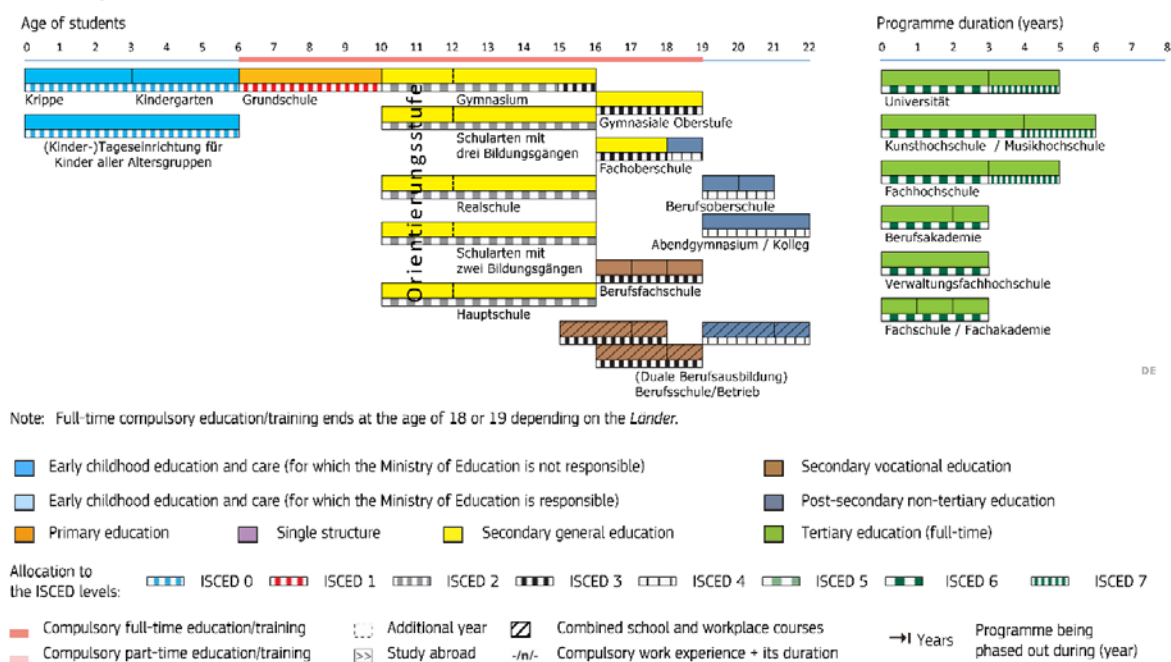 Age of students
Programme duration (years)
0 1 2 3 4 5 6 7 8 9 10 11 12 13 14 15 16 17 18 19 20 21 22
0 1 2 3 4 5 6 7 8
Krippe
Kindergarten
Grundschule
Orientierungsstufe
Gymnasium
Gymnasiale Oberstufe
(Kinder-)Tageseinrichtung für
Kinder aller Altersgruppen
Schularten mit
drei Bildungsgängen
Fachoberschule
Realschule
Berufsoberschule
Schularten mit
zwei Bildungsgängen
Abendgymnasium / Kolleg
Berufsfachschule
Hauptschule
(Duale Berufsausbildung)
Berufsschule/Betrieb
Universität
Kunsthochschule / Musikhochschule
Fachhochschule
Berufsakademie
Verwaltungsfachhochschule
Fachschule / Fachakademie
DE
Note: Full-time compulsory education/training ends at the age of 18 or 19 depending on the Länder.
Early childhood education and care (for which the Ministry of Education is not responsible)
Secondary vocational education
Early childhood education and care (for which the Ministry of Education is responsible)
Post-secondary non-tertiary education
Primary education
Single structure
Secondary general education
Tertiary education (full-time)
Allocation to
the ISCED levels:
ISCED 0
ISCED 1
ISCED 2
ISCED 3
ISCED 4
ISCED 5
ISCED 6
ISCED 7
Compulsory full-time education/training
Additional year
Combined school and workplace courses
Years
Programme being
phased out during (year)
Compulsory part-time education/training
>> Study abroad
-/n/- Compulsory work experience + its duration